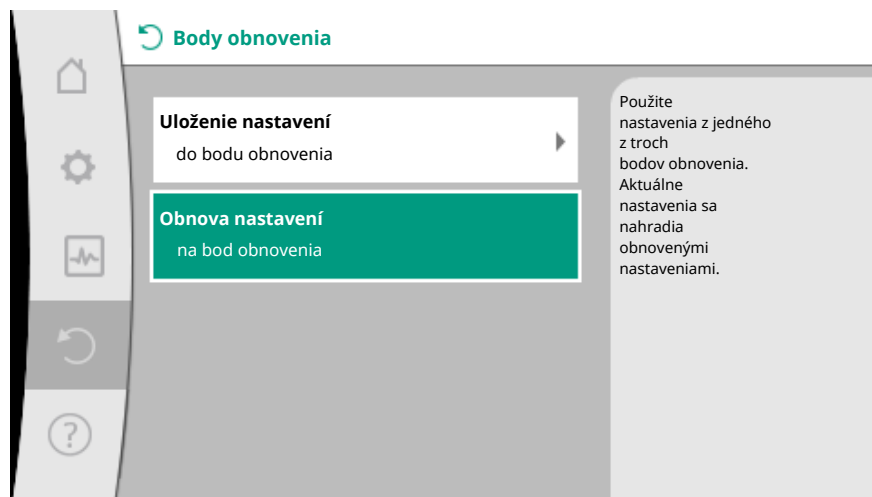 Body obnovenia
Uloženie nastavení
do bodu obnovenia
Obnova nastavení
na bod obnovenia
Použite
nastavenia z jedného
z troch
bodov obnovenia.
Aktuálne
nastavenia sa
nahradia
obnovenými
nastaveniami.
?